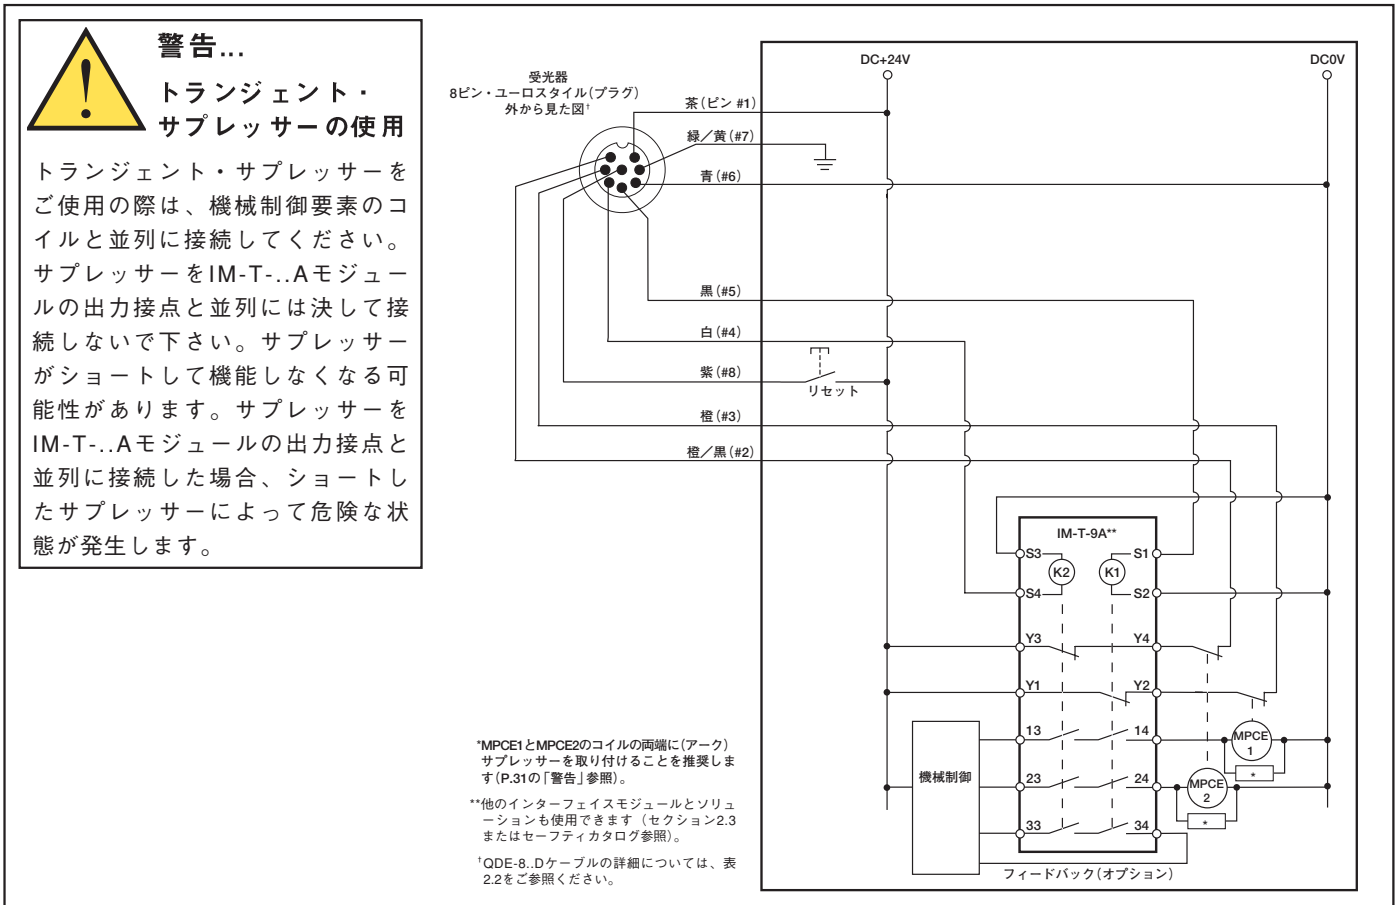 警告...
トランジェント・
サプレッサーの使用
トランジェント・サプレッサーを
ご使用の際は、機械制御要素のコ
イルと並列に接続してください。
サプレッサーをIM-T-..Aモジュー
ルの出力接点と並列には決して接
続しないで下さい。サプレッサー
がショートして機能しなくなる可
能性があります。サプレッサーを
IM-T-..Aモジュールの出力接点と
並列に接続した場合、ショートし
たサプレッサーによって危険な状
態が発生します。
受光器
8ピン・ユーロスタイル(プラグ)
外から見た図†
DC+24V
DC0V
茶(ピン #1)
緑／黄(#7)
青(#6)
黒(#5)
白(#4)
紫(#8)
リセット
橙(#3)
橙／黒(#2)
IM-T-9A**
S3
S1
K2
K1
S4
S2
Y3
Y4
Y1
Y2
13
14
MPCE
1
*
機械制御
23
24
MPCE
2
*
33
34
フィードバック(オプション)
*MPCE1とMPCE2のコイルの両端に(アーク)
サプレッサーを取り付けることを推奨しま
す(P.31の「警告」参照)。
**他のインターフェイスモジュールとソリュ
ーションも使用できます（セクション2.3
またはセーフティカタログ参照)。
†QDE-8..Dケーブルの詳細については、表
2.2をご参照ください。